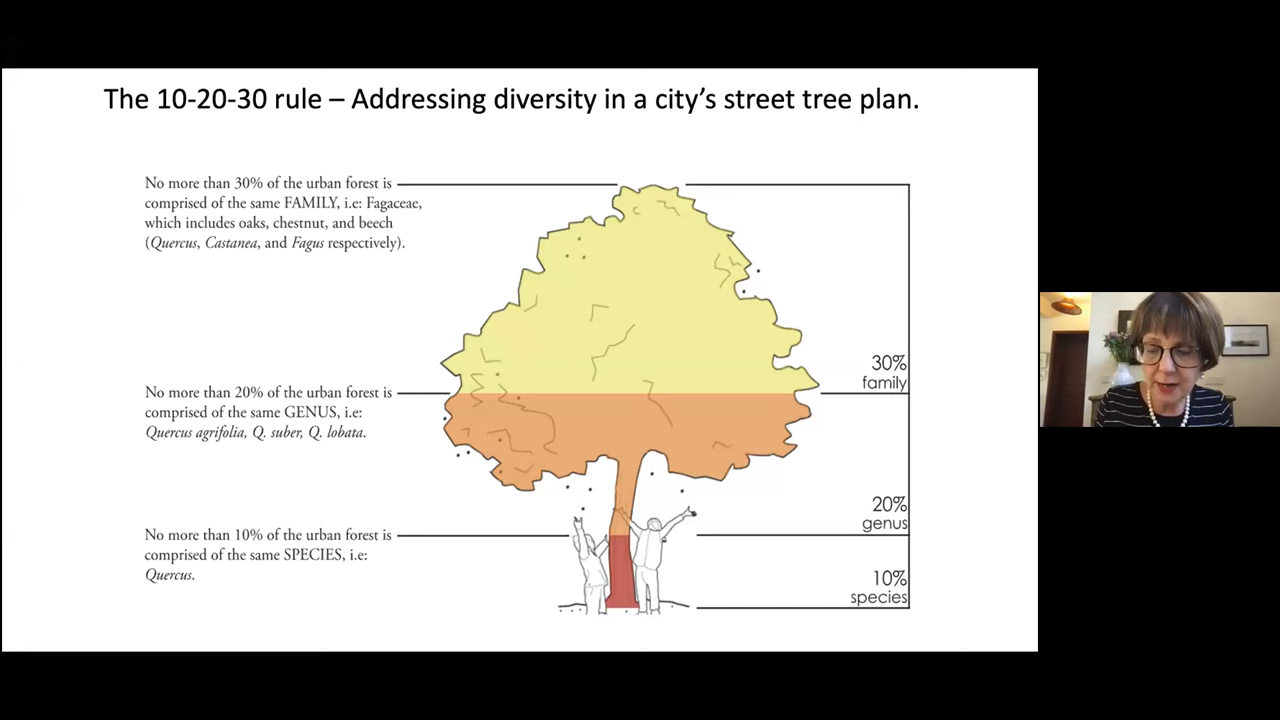 The 10-20-30 rule – Addressing diversity in a city’s street tree plan.
No more than 30% of the urban forest is
comprised of the same FAMILY, i.e: Fagaceae,
which includes oaks, chestnut, and beech
(Quercus, Castanea, and Fagus respectively).
30%
family
No more than 20% of the urban forest is
comprised of the same GENUS, i.e:
Quercus agrifolia, Q. suber, Q. lobata.
20%
genus
No more than 10% of the urban forest is
comprised of the same SPECIES, i.e:
Quercus.
10%
species